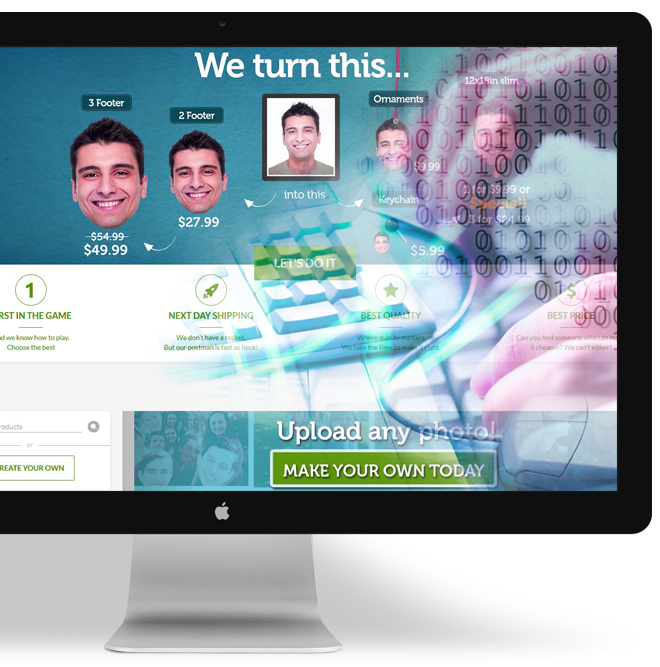 We turn this...
3 Footer
2 Footer
Ornaments
12x18in slim
into this
Keychain
$9.99
$27.99
$54.99
$49.99
1 for $9.99 or
Special!
3 for $24.99
$5.99
LET'S DO IT
1
RST IN THE GAME
NEXT DAY SHIPPING
BEST QUALITY
BEST PRICE
d we know how to play.
Choose the best
We don't have a rocket.
But our postman is fast as heck!
Where quality matters.
We take the time to make it right.
Can you find someone who can m
it cheaper? We can't either!
roducts
or
REATE YOUR OWN
Upload any photo!
MAKE YOUR OWN TODAY